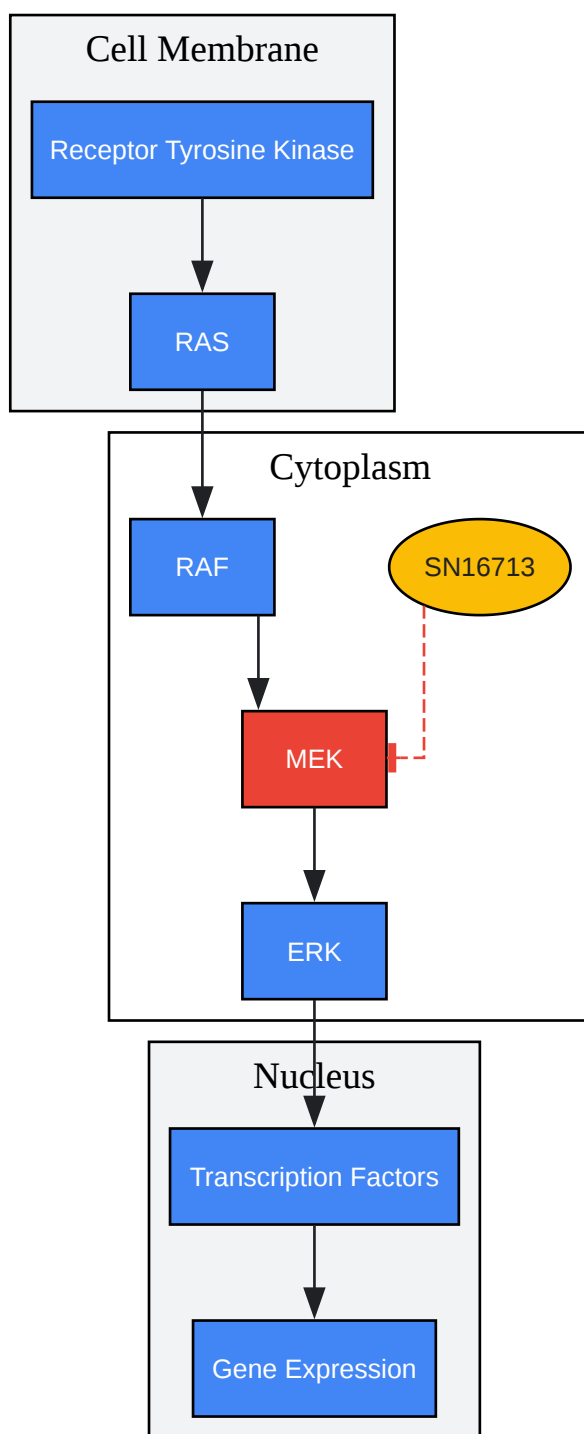 Cell Membrane
Receptor Tyrosine Kinase
RAS
Cytoplasm
RAF
SN16713
MEK
ERK
Nucleus
Transcription Factors
Gene Expression